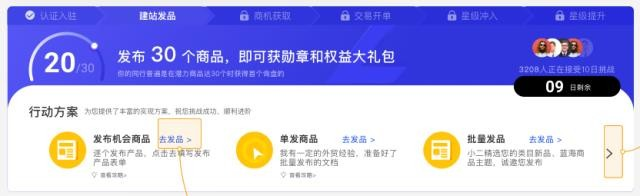 认证入驻
建站发品
商机获取
交易开单
星级冲入
星级提升
20/30
发布 30 个商品，即可获勋章和权益大礼包
你的同行普遍是在潜力商品达30个时获得首个询盘的
3208人正在接受10日挑战
09 日剩余
行动方案 为您提供了丰富的实现方案，祝您挑战成功、顺利进阶
发布机会商品 去发品 >
逐个发布产品，点击去填写发布
产品表单
查看攻略>
单发商品 去发品 >
我有一定的外贸经验，准备好了
批量发布的文档
查看攻略>
批量发品 去发品 >
小二精选您的类目新品、蓝海商
品主题，诚邀您发布